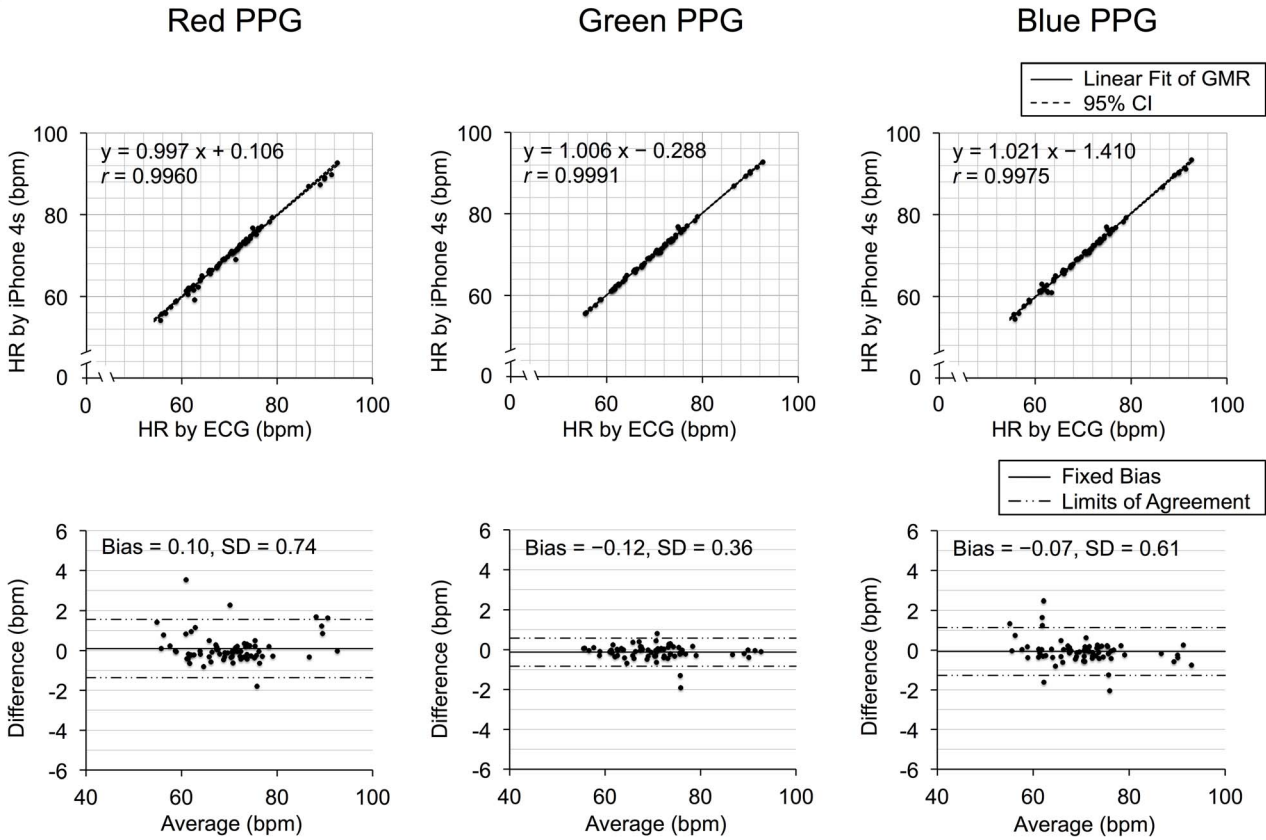 Red PPG
Green PPG
Blue PPG
Linear Fit of GMR
95% CI
HR by iPhone 4s (bpm)
100
80
60
0
y = 0.997 x + 0.106
r = 0.9960
0
60
80
100
HR by ECG (bpm)
HR by iPhone 4s (bpm)
100
80
60
0
y = 1.006 x − 0.288
r = 0.9991
0
60
80
100
HR by ECG (bpm)
HR by iPhone 4s (bpm)
100
80
60
0
y = 1.021 x − 1.410
r = 0.9975
0
60
80
100
HR by ECG (bpm)
Fixed Bias
Limits of Agreement
Difference (bpm)
6
4
2
0
-2
-4
-6
Bias = 0.10, SD = 0.74
40
60
80
100
Average (bpm)
Difference (bpm)
6
4
2
0
-2
-4
-6
Bias = −0.12, SD = 0.36
40
60
80
100
Average (bpm)
Difference (bpm)
6
4
2
0
-2
-4
-6
Bias = −0.07, SD = 0.61
40
60
80
100
Average (bpm)